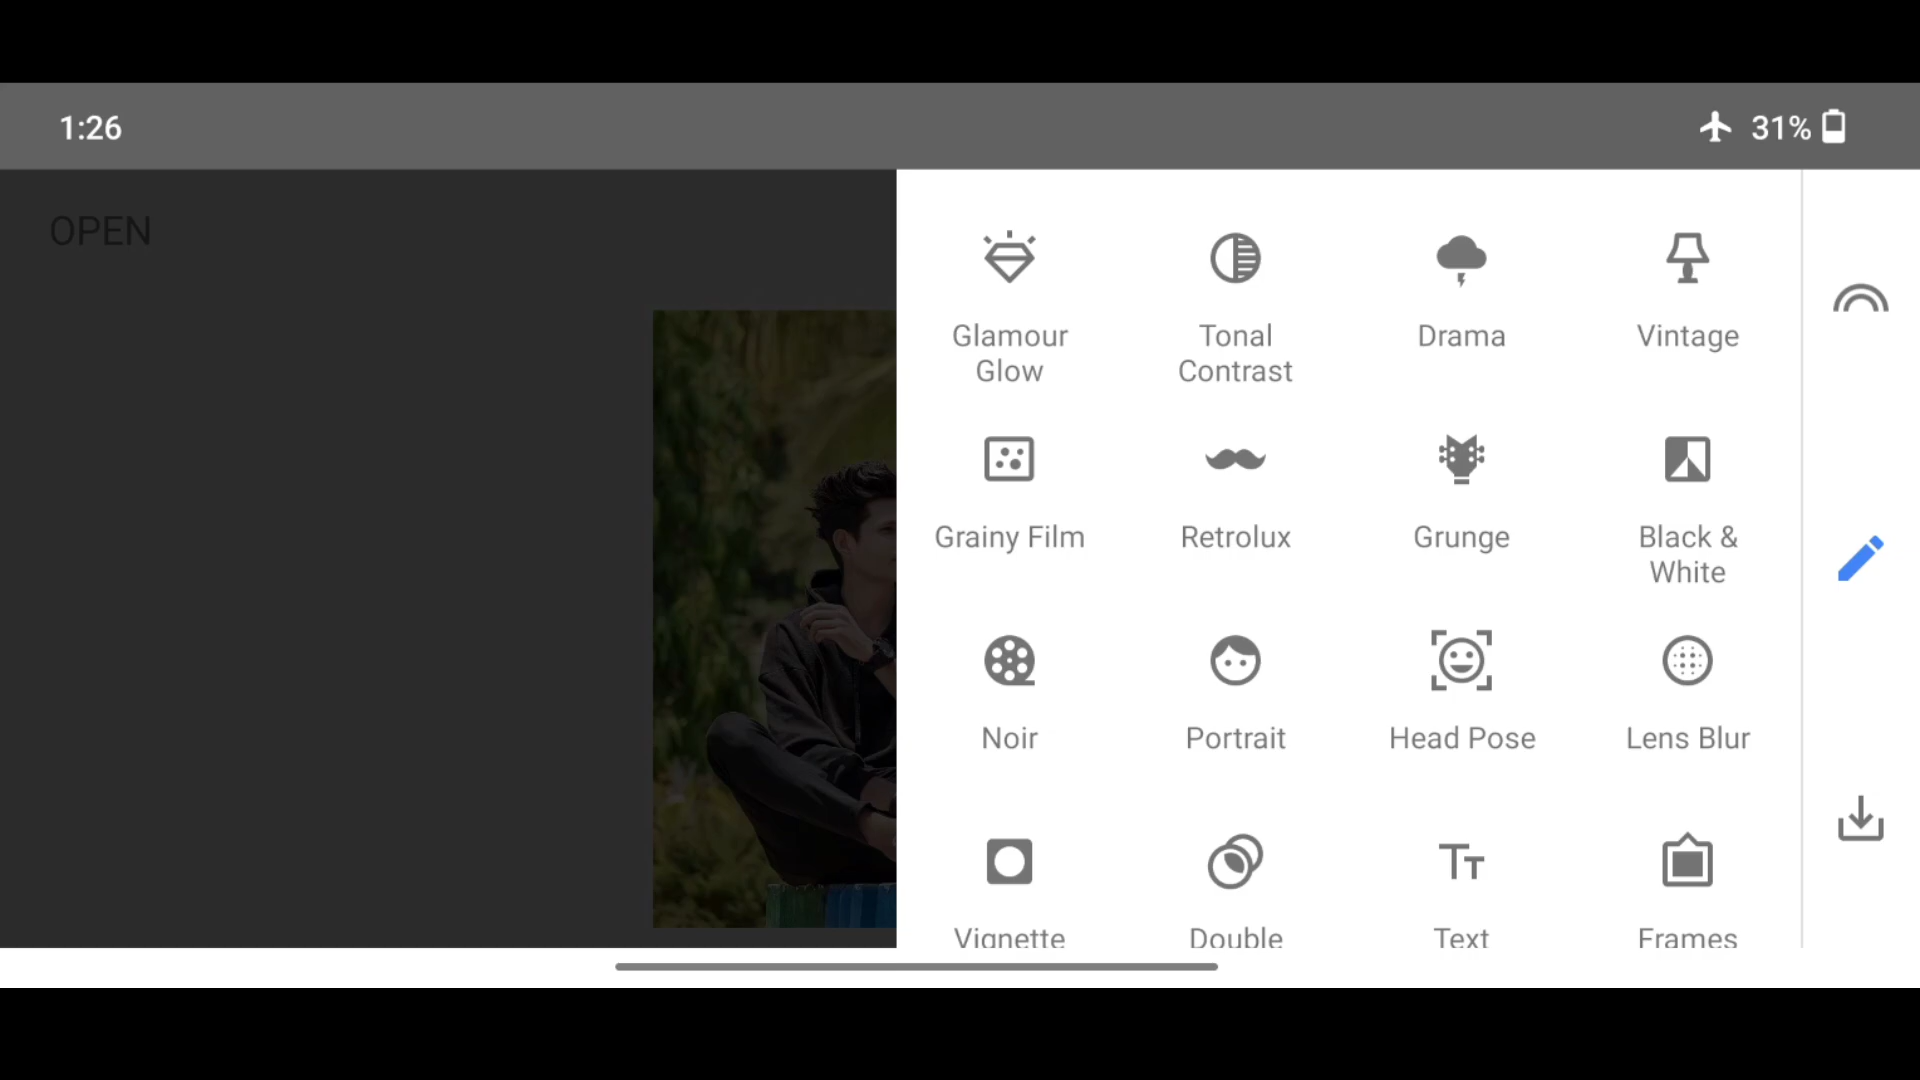 1:26
31%
OPEN
Glamour
Glow
Tonal
Contrast
Drama
Vintage
Grainy Film
Retrolux
Grunge
Black &
White
Noir
Portrait
Head Pose
Lens Blur
Vignette
Double
Text
Frames